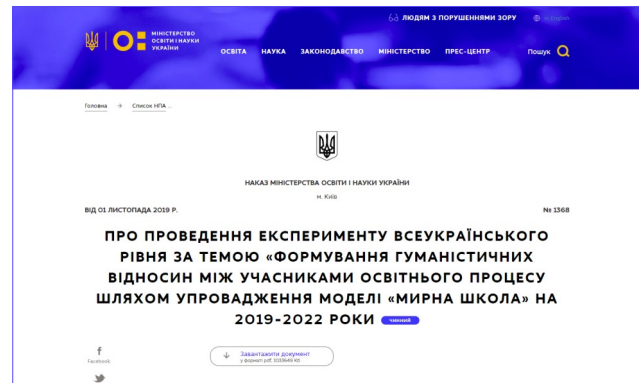 ЛЮДЯМ З ПОРУШЕННЯМИ ЗОРУ in English
МІНІСТЕРСТВО
ОСВІТИ І НАУКИ
УКРАЇНИ
ОСВІТА НАУКА ЗАКОНОДАВСТВО МІНІСТЕРСТВО ПРЕС-ЦЕНТР Пошук
Головна → Список НПА ...
НАКАЗ МІНІСТЕРСТВА ОСВІТИ І НАУКИ УКРАЇНИ
м. Київ
ВІД 01 ЛИСТОПАДА 2019 Р. № 1368
ПРО ПРОВЕДЕННЯ ЕКСПЕРИМЕНТУ ВСЕУКРАЇНСЬКОГО
РІВНЯ ЗА ТЕМОЮ «ФОРМУВАННЯ ГУМАНІСТИЧНИХ
ВІДНОСИН МІЖ УЧАСНИКАМИ ОСВІТНЬОГО ПРОЦЕСУ
ШЛЯХОМ УПРОВАДЖЕННЯ МОДЕЛІ «МИРНА ШКОЛА» НА
2019-2022 РОКИ чинний
Facebook
Завантажити документ
у форматі pdf,